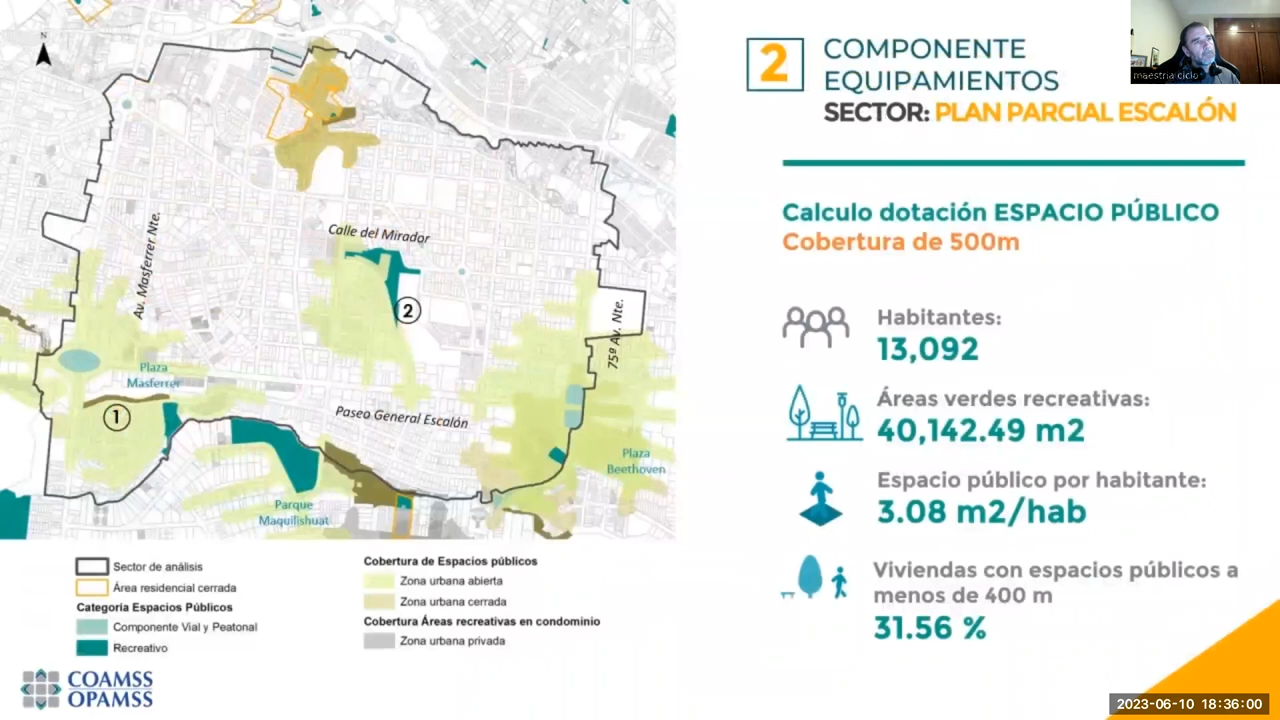 N
2
COMPONENTE
EQUIPAMIENTOS
SECTOR: PLAN PARCIAL ESCALÓN
maestria ciclo
Calculo dotación ESPACIO PÚBLICO
Cobertura de 500m
Habitantes:
13,092
Áreas verdes recreativas:
40,142.49 m2
Espacio público por habitante:
3.08 m2/hab
Viviendas con espacios públicos a
menos de 400 m
31.56 %
Av. Masferrer Nte.
Calle del Mirador
2
75ª Av. Nte.
Plaza
Masferrer
1
Paseo General Escalón
Plaza
Beethoven
Parque
Maquilishuat
Sector de análisis
Área residencial cerrada
Categoría Espacios Públicos
Componente Vial y Peatonal
Recreativo
Cobertura de Espacios públicos
Zona urbana abierta
Zona urbana cerrada
Cobertura Áreas recreativas en condominio
Zona urbana privada
COAMSS
OPAMSS
2023-06-10 18:36:00